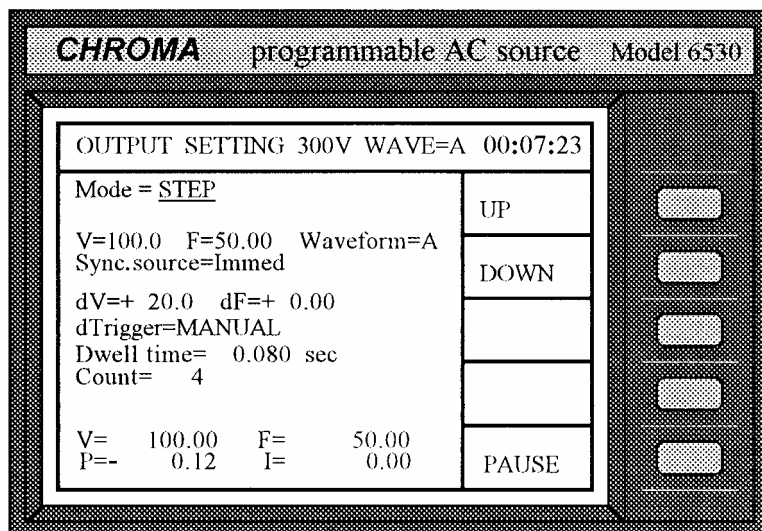 CHROMA programmable AC source Model 6530
OUTPUT SETTING 300V WAVE=A 00:07:23
Mode = STEP
UP
V=100.0 F=50.00 Waveform=A
Sync.source=Immed
DOWN
dV=+ 20.0 dF=+ 0.00
dTrigger=MANUAL
Dwell time= 0.080 sec
Count= 4
V= 100.00 F= 50.00
P=- 0.12 I= 0.00
PAUSE